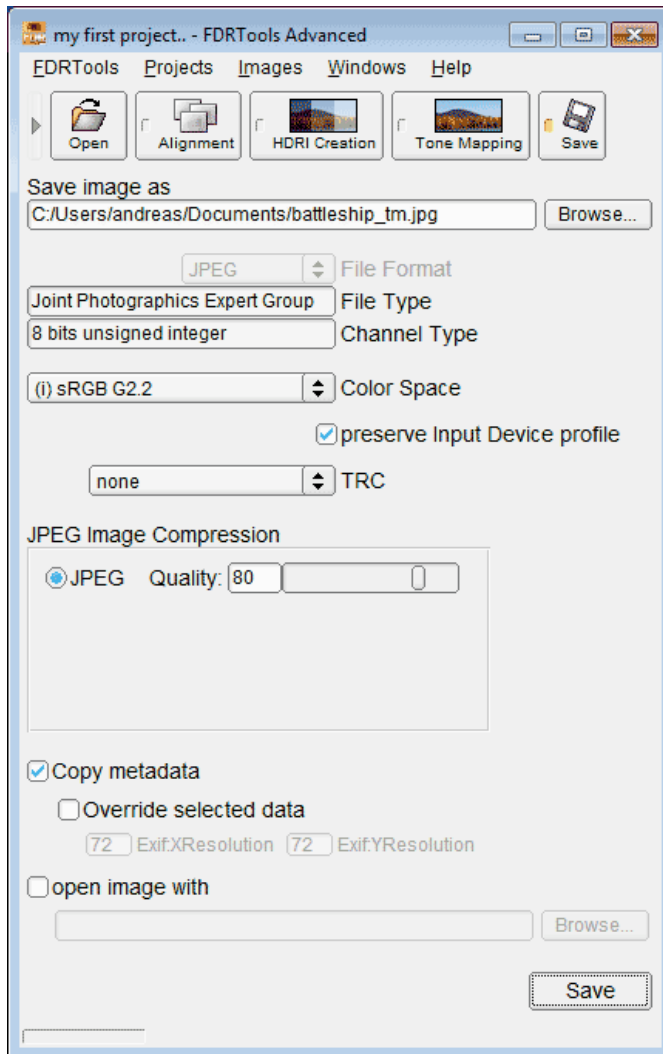 my first project.. - FDRTools Advanced
FDRTools Projects Images Windows Help
Open Alignment HDRI Creation Tone Mapping Save
Save image as
C:/Users/andreas/Documents/battleship_tm.jpg Browse...
JPEG File Format
Joint Photographics Expert Group File Type
8 bits unsigned integer Channel Type
(i) sRGB G2.2 Color Space
preserve Input Device profile
none TRC
JPEG Image Compression
JPEG Quality: 80
Copy metadata
Override selected data
72 Exif:XResolution 72 Exif:YResolution
open image with
Browse...
Save